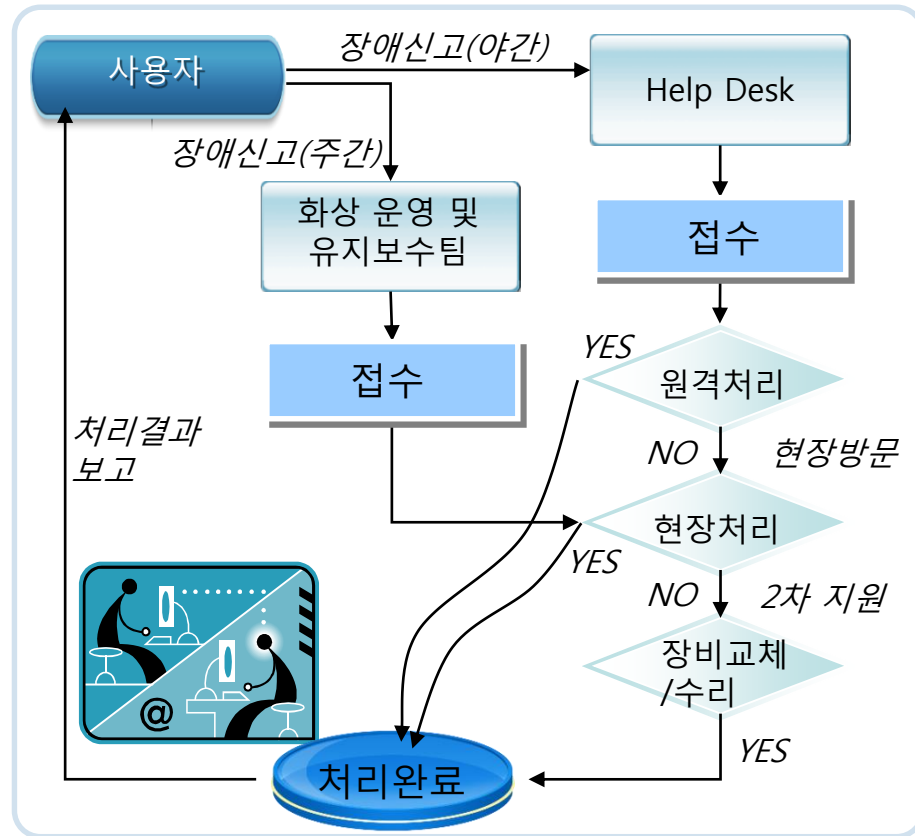 장애신고(야간)
사용자
Help Desk
장애신고(주간)
화상 운영 및
유지보수팀
접수
접수
YES
원격처리
처리결과
보고
NO
현장방문
현장처리
YES
NO
2차 지원
장비교체
/수리
@
YES
처리완료